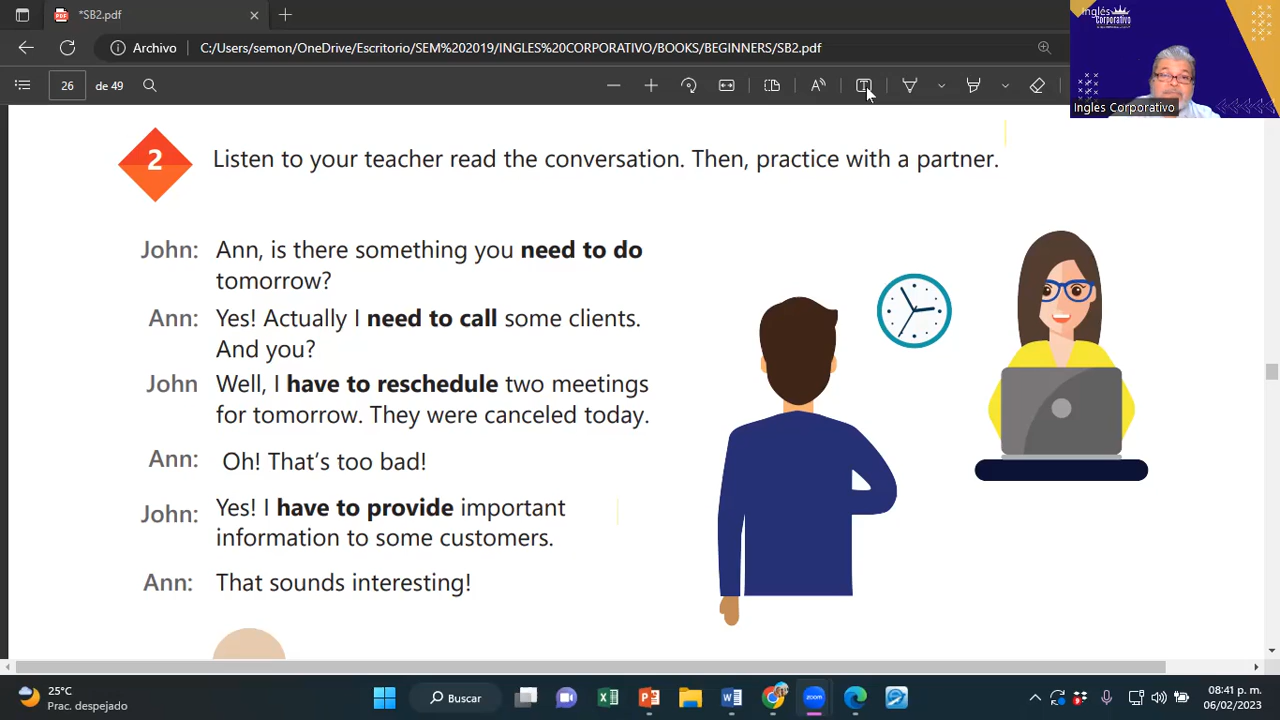 *SB2.pdf
Archivo
C:/Users/semon/OneDrive/Escritorio/SEM%202019/INGLES%20CORPORATIVO/BOOKS/BEGINNERS/SB2.pdf
26 de 49
Inglés
Corporativo
Ingles Corporativo
2 Listen to your teacher read the conversation. Then, practice with a partner.
John: Ann, is there something you need to do
tomorrow?
Ann: Yes! Actually I need to call some clients.
And you?
John Well, I have to reschedule two meetings
for tomorrow. They were canceled today.
Ann: Oh! That's too bad!
John: Yes! I have to provide important
information to some customers.
Ann: That sounds interesting!
25°C
Prac. despejado
Buscar
08:41 p. m.
06/02/2023